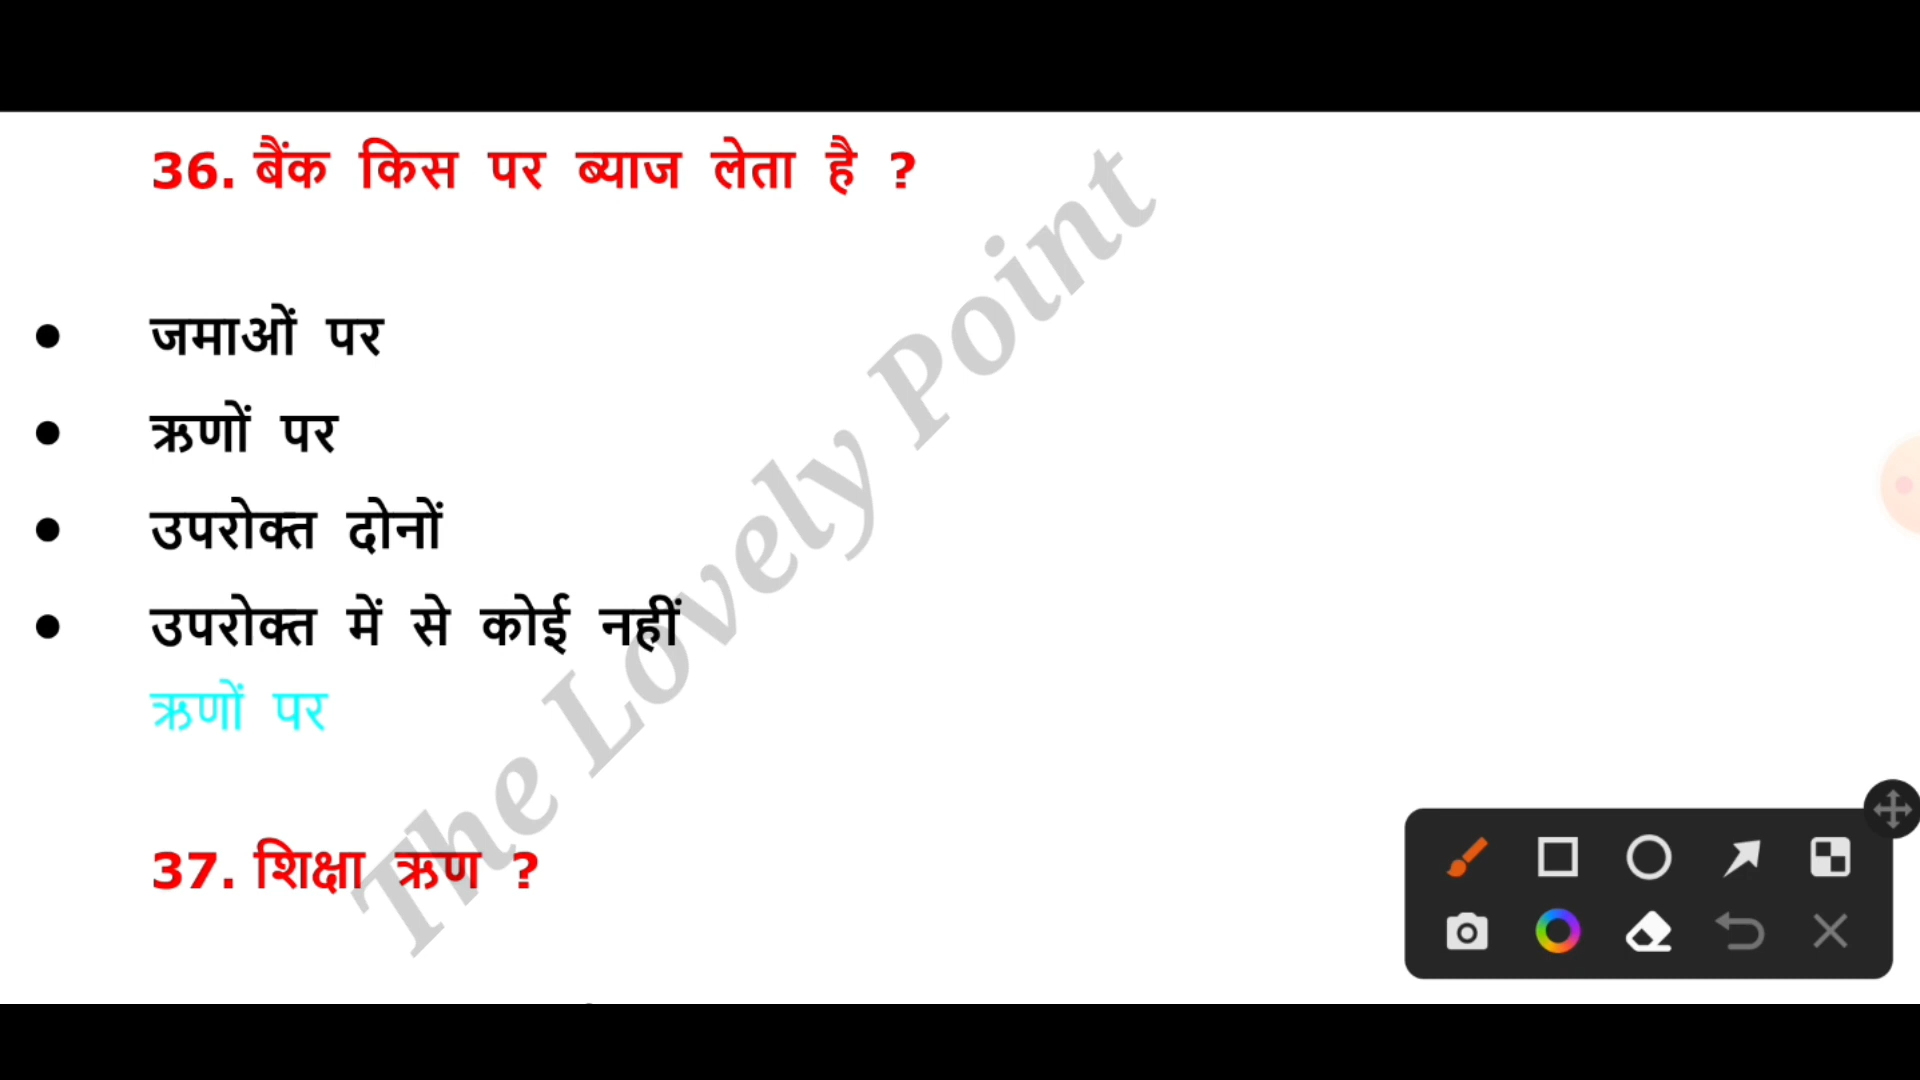 36. बैंक किस पर ब्याज लेता है ?
● जमाओं पर
● ऋणों पर
● उपरोक्त दोनों
● उपरोक्त में से कोई नहीं
ऋणों पर
37. शिक्षा ऋण ?
The Lovely Point